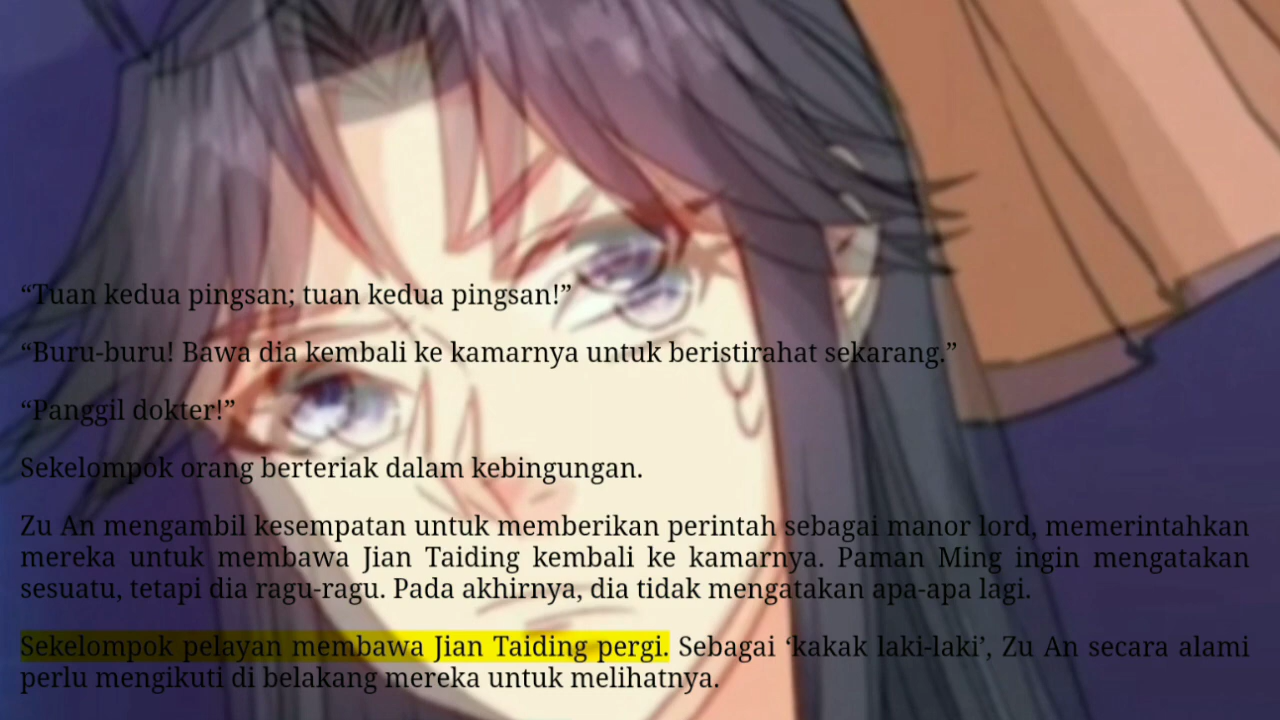 “Tuan kedua pingsan; tuan kedua pingsan!”
“Buru-buru! Bawa dia kembali ke kamarnya untuk beristirahat sekarang.”
“Panggil dokter!”
Sekelompok orang berteriak dalam kebingungan.
Zu An mengambil kesempatan untuk memberikan perintah sebagai manor lord, memerintahkan
mereka untuk membawa Jian Taiding kembali ke kamarnya. Paman Ming ingin mengatakan
sesuatu, tetapi dia ragu-ragu. Pada akhirnya, dia tidak mengatakan apa-apa lagi.
Sekelompok pelayan membawa Jian Taiding pergi. Sebagai ‘kakak laki-laki’, Zu An secara alami
perlu mengikuti di belakang mereka untuk melihatnya.